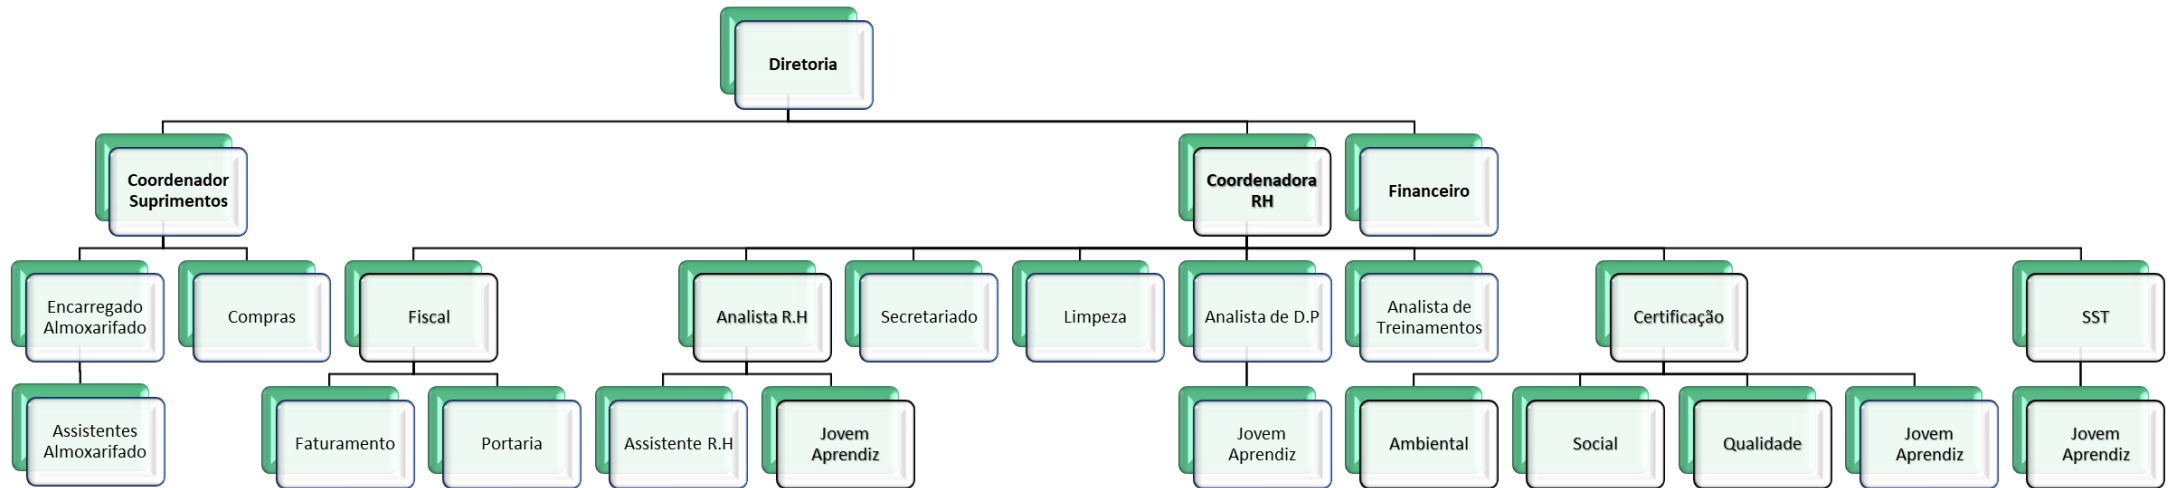 Diretoria
Coordenador
Suprimentos
Coordenadora
RH
Financeiro
Encarregado
Almoxarifado
Compras
Fiscal
Analista R.H
Secretariado
Limpeza
Analista de D.P
Analista de
Treinamentos
Certificação
SST
Assistentes
Almoxarifado
Faturamento
Portaria
Assistente R.H
Jovem
Aprendiz
Jovem
Aprendiz
Ambiental
Social
Qualidade
Jovem
Aprendiz
Jovem
Aprendiz